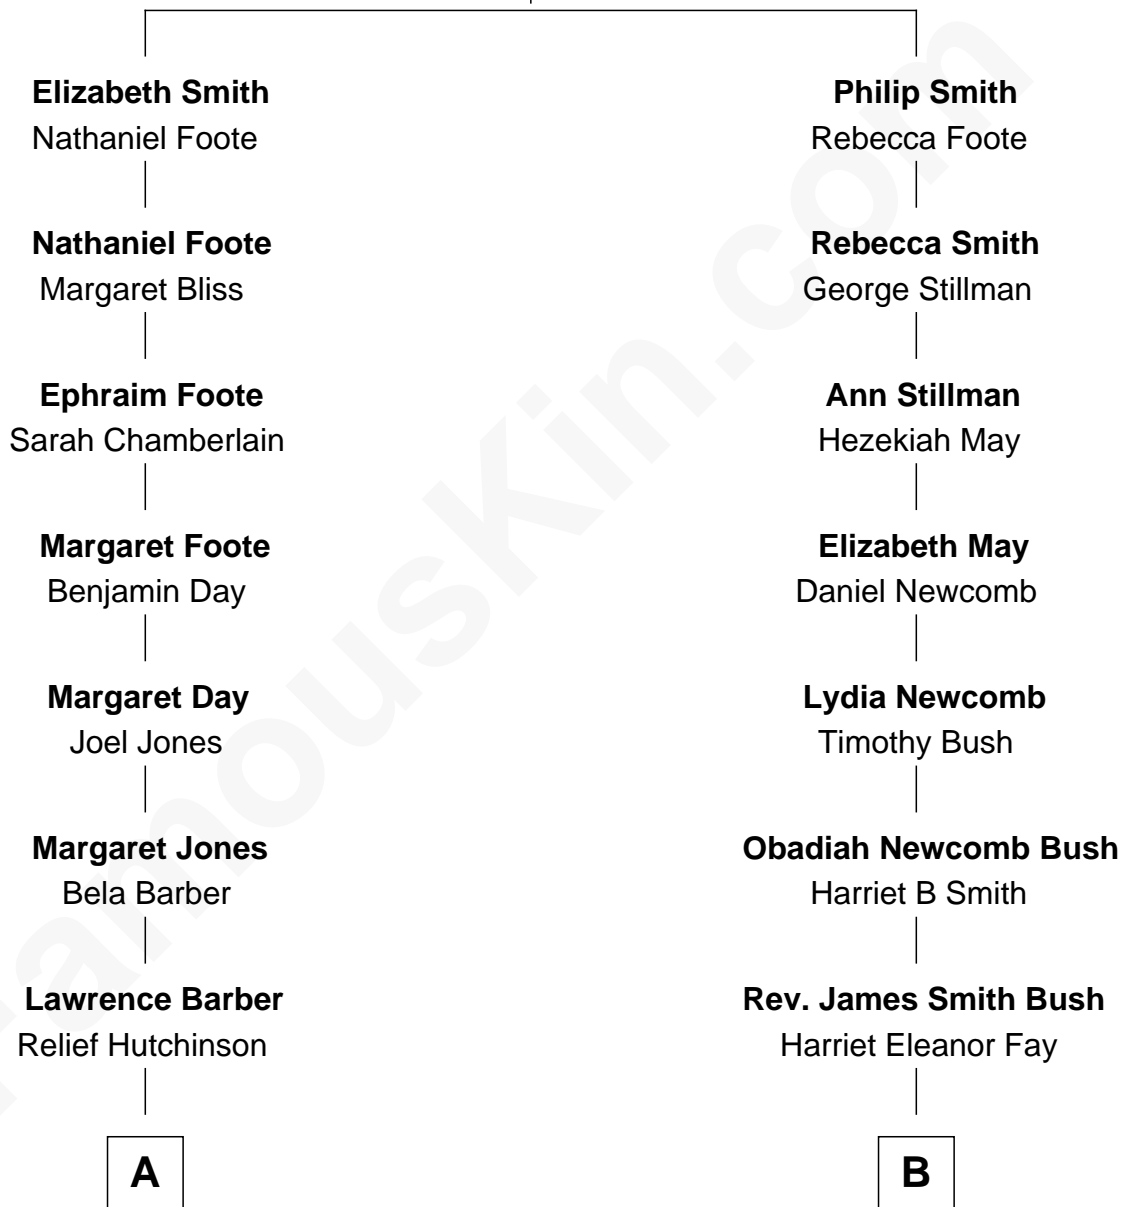 Elizabeth Smith
Nathaniel Foote
Nathaniel Foote
Margaret Bliss
Ephraim Foote
Sarah Chamberlain
Margaret Foote
Benjamin Day
Margaret Day
Joel Jones
Margaret Jones
Bela Barber
Lawrence Barber
Relief Hutchinson
A
Philip Smith
Rebecca Foote
Rebecca Smith
George Stillman
Ann Stillman
Hezekiah May
Elizabeth May
Daniel Newcomb
Lydia Newcomb
Timothy Bush
Obadiah Newcomb Bush
Harriet B Smith
Rev. James Smith Bush
Harriet Eleanor Fay
B
FamousKin.com